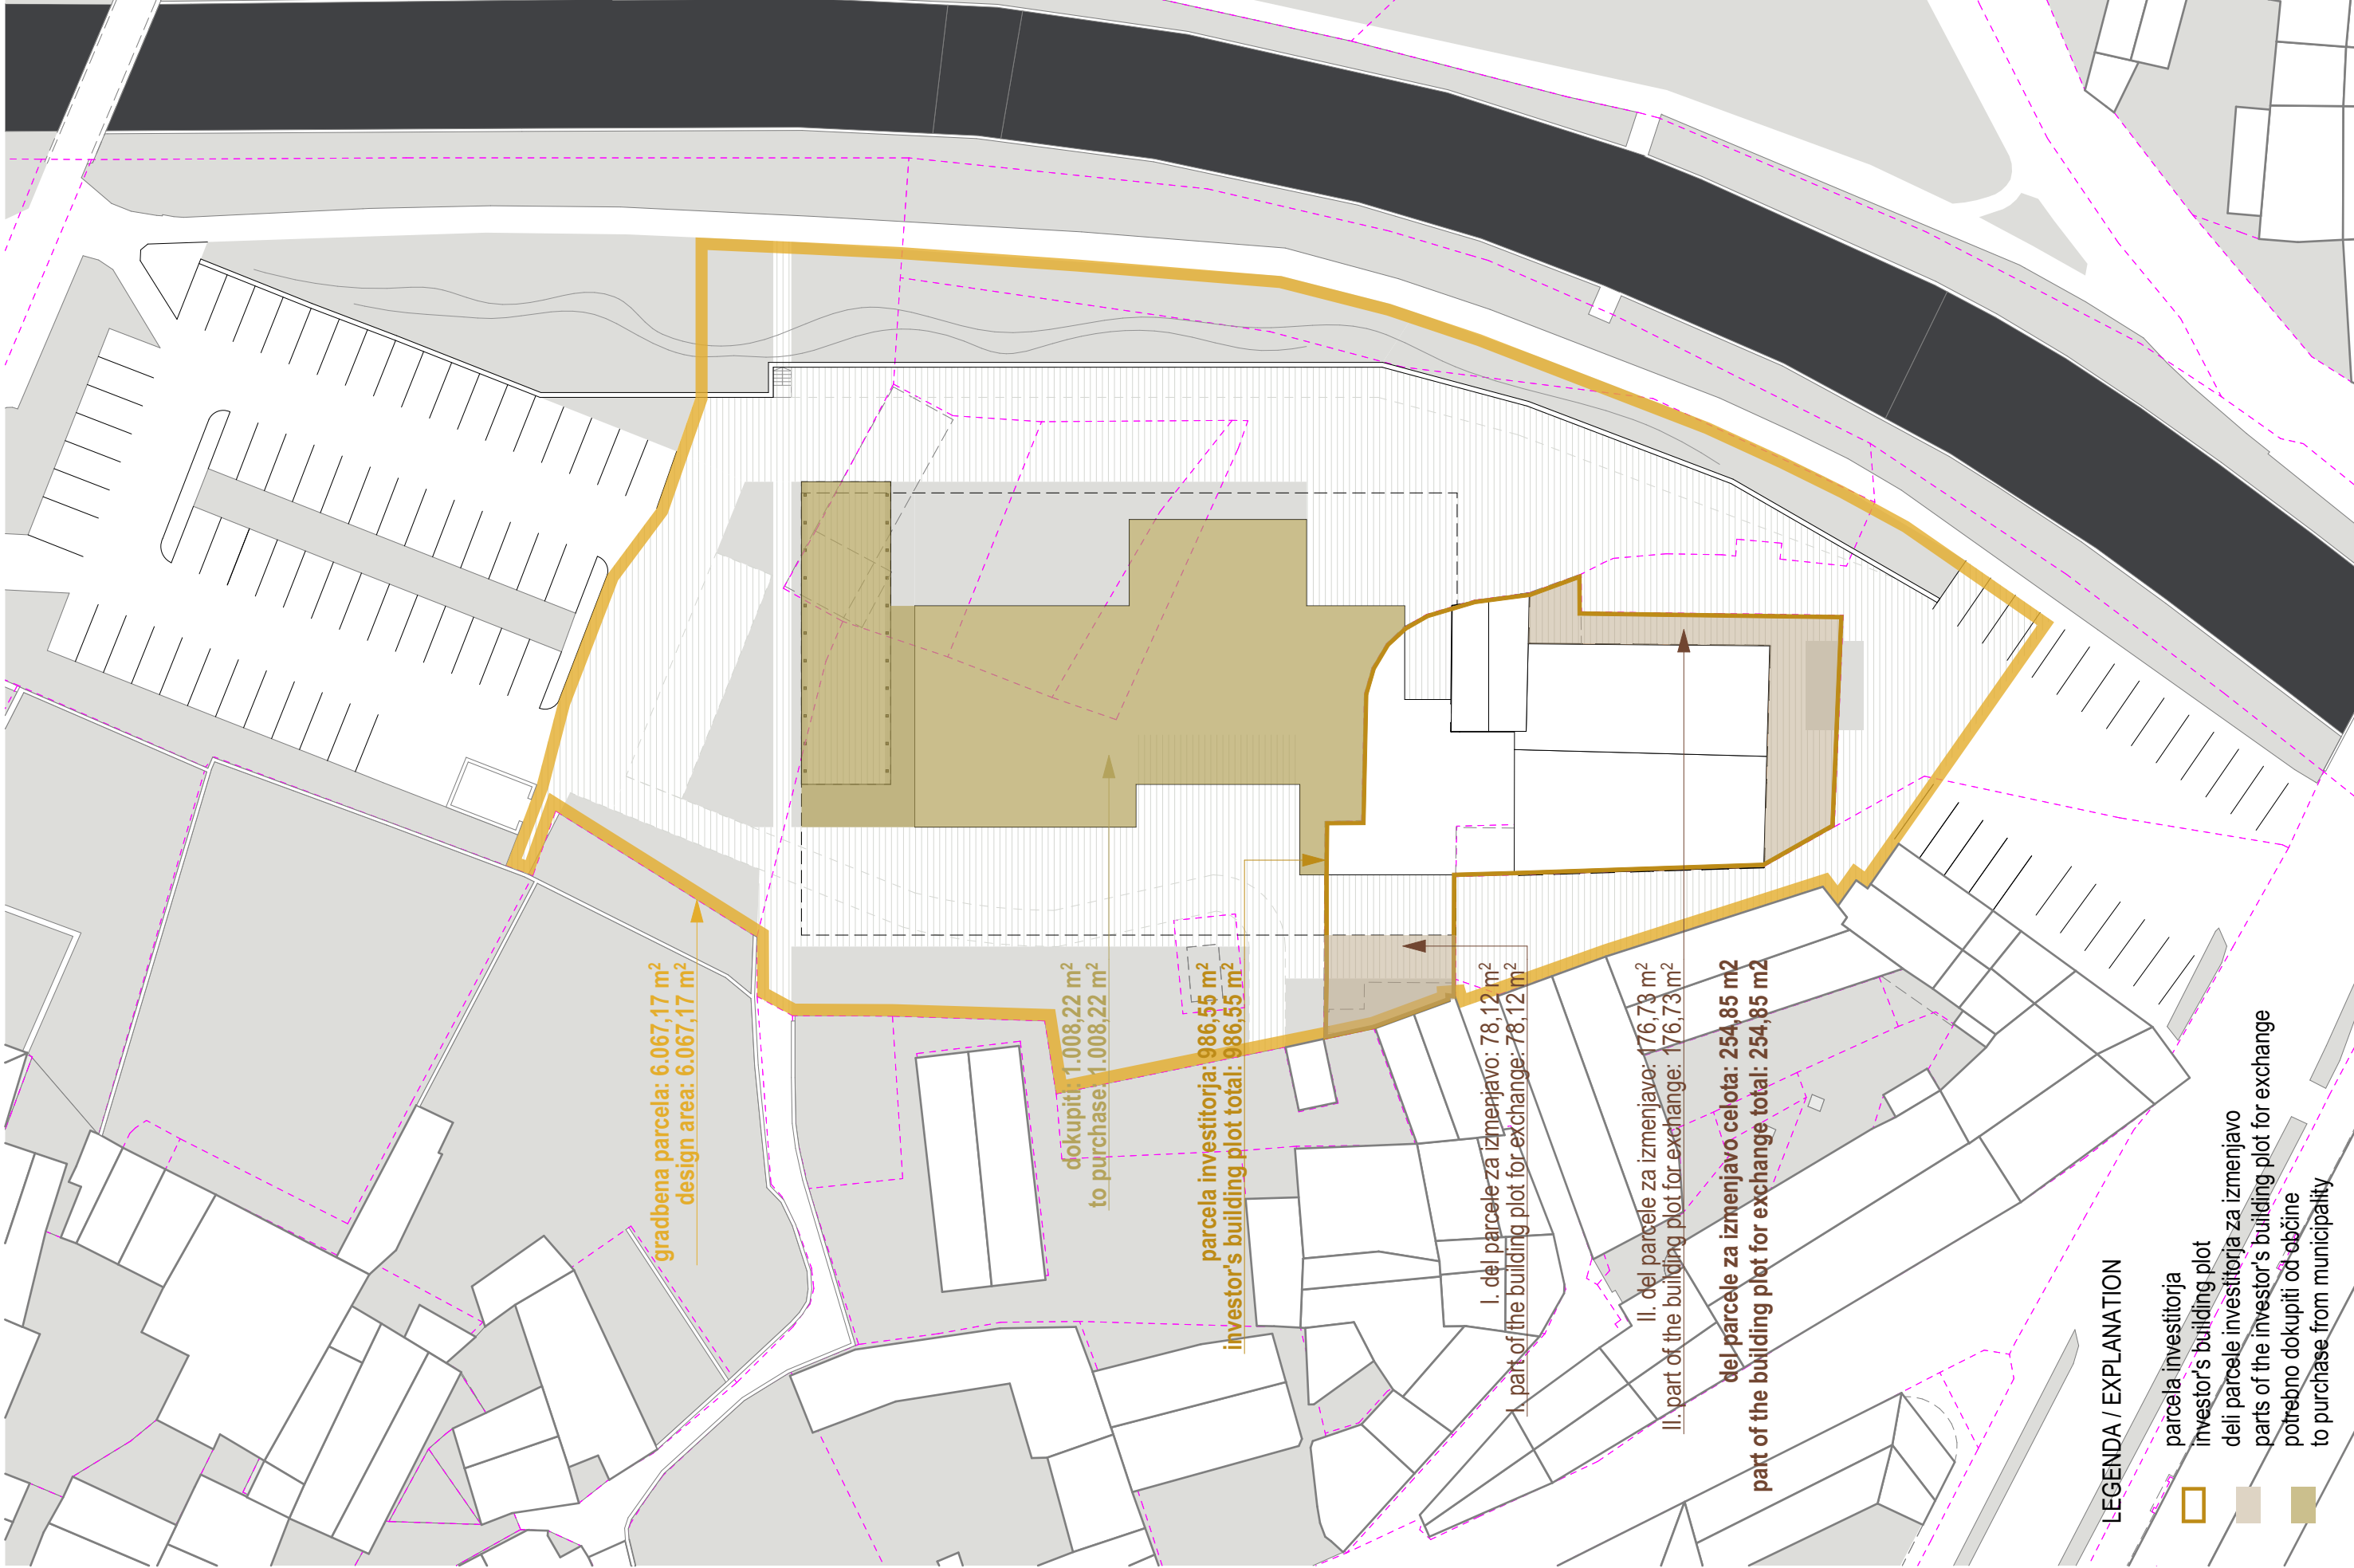 gradbena parcela: 6.067,17 m²
design area: 6.067,17 m²
dokupiti: 1.008,22 m²
to purchase: 1.008,22 m²
parcela investitorja: 986,55 m²
investor's building plot total: 986,55 m²
I. del parcele za izmenjavo: 78,12 m²
I. part of the building plot for exchange: 78,12 m²
II. del parcele za izmenjavo: 176,73 m²
II. part of the building plot for exchange: 176,73 m²
del parcele za izmenjavo celota: 254,85 m2
part of the building plot for exchange total: 254,85 m2
LEGENDA / EXPLANATION
parcela investitorja
investor's building plot
deli parcele investitorja za izmenjavo
parts of the investor's building plot for exchange
potrebno dokupiti od občine
to purchase from municipality